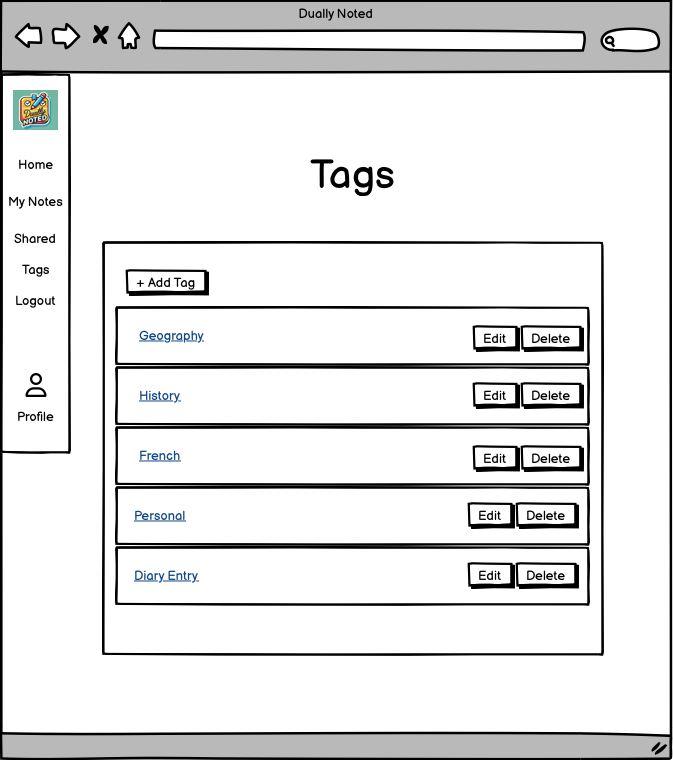 Dually Noted
Dually
NOTED
Home
My Notes
Shared
Tags
Logout
Profile
Tags
+ Add Tag
Geography Edit Delete
History Edit Delete
French Edit Delete
Personal Edit Delete
Diary Entry Edit Delete